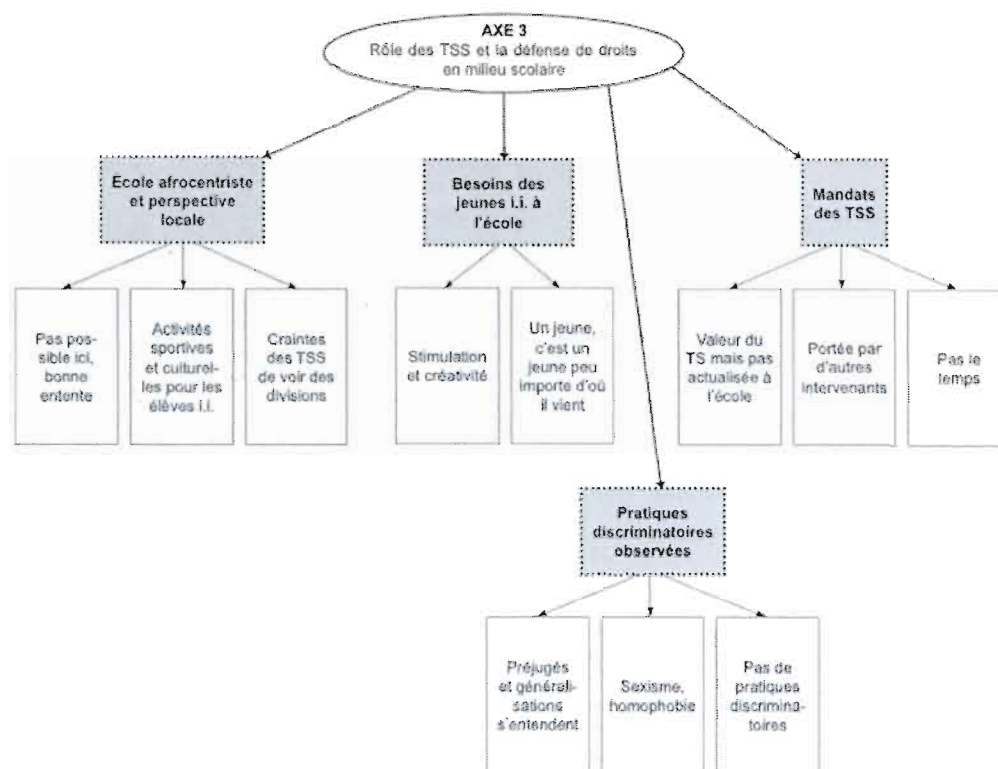 AXE 3
Rôle des TSS et la défense de droits
en milieu scolaire
École afrocentriste
et perspective
locale
Besoins des
jeunes i.i. à
l'école
Mandats
des TSS
Pas pos-
sible ici,
bonne
entente
Activités
sportives
et culturel-
les pour les
élèves i.i.
Craintes
des TSS
de voir des
divisions
Stimulation
et créativité
Un jeune,
c'est un
jeune peu
importe d'où
il vient
Valeur du
TS mais pas
actualisée à
l'école
Portée par
d'autres
intervenants
Pas le
temps
Pratiques
discriminatoires
observées
Préjugés
et générali-
sations
s'entendent
Sexisme,
homophobie
Pas de
pratiques
discrimina-
toires